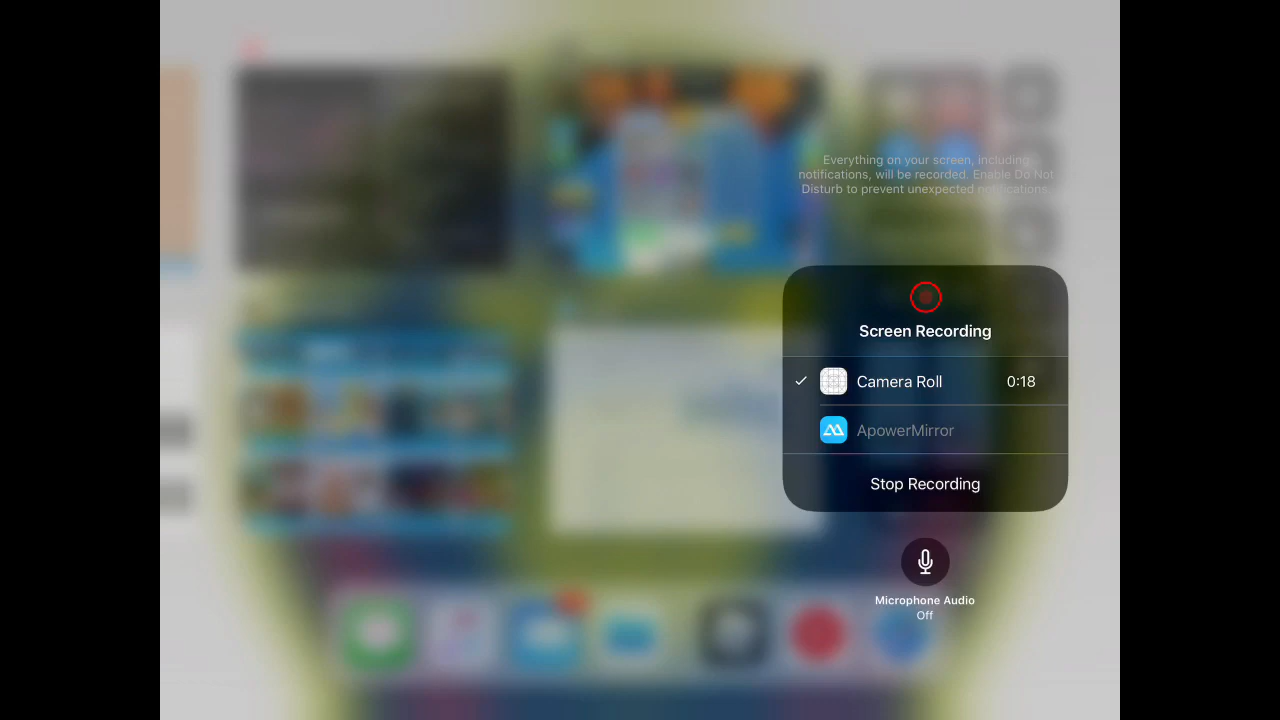 Everything on your screen, including
notifications, will be recorded. Enable Do Not
Disturb to prevent unexpected notifications.
Screen Recording
Camera Roll 0:18
ApowerMirror
Stop Recording
Microphone Audio
Off